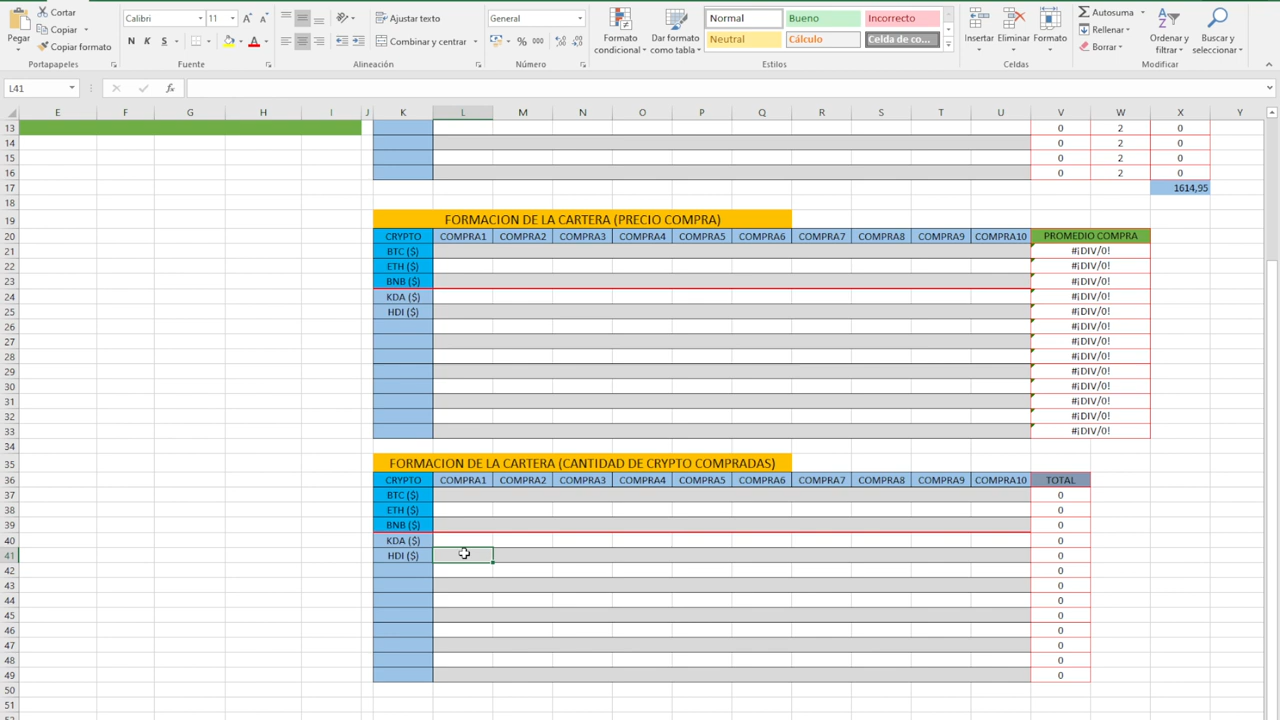 Cortar Calibri 11 Ajustar texto General Normal Bueno Incorrecto Autosuma
Pegar Copiar N K S Combinar y centrar % Formato condicional Dar formato como tabla Neutral Cálculo Celda de co... Insertar Eliminar Formato Rellenar Ordenar y filtrar Buscar y seleccionar
Copiar formato Borrar
Portapapeles Fuente Alineación Número Estilos Celdas Modificar
L41 fx
E F G H I J K L M N O P Q R S T U V W X Y
13 0 2 0
14 0 2 0
15 0 2 0
16 0 2 0
17 1614,95
18
19 FORMACION DE LA CARTERA (PRECIO COMPRA)
20 CRYPTO COMPRA1 COMPRA2 COMPRA3 COMPRA4 COMPRA5 COMPRA6 COMPRA7 COMPRA8 COMPRA9 COMPRA10 PROMEDIO COMPRA
21 BTC ($) #¡DIV/0!
22 ETH ($) #¡DIV/0!
23 BNB ($) #¡DIV/0!
24 KDA ($) #¡DIV/0!
25 HDI ($) #¡DIV/0!
26 #¡DIV/0!
27 #¡DIV/0!
28 #¡DIV/0!
29 #¡DIV/0!
30 #¡DIV/0!
31 #¡DIV/0!
32 #¡DIV/0!
33 #¡DIV/0!
34
35 FORMACION DE LA CARTERA (CANTIDAD DE CRYPTO COMPRADAS)
36 CRYPTO COMPRA1 COMPRA2 COMPRA3 COMPRA4 COMPRA5 COMPRA6 COMPRA7 COMPRA8 COMPRA9 COMPRA10 TOTAL
37 BTC ($) 0
38 ETH ($) 0
39 BNB ($) 0
40 KDA ($) 0
41 HDI ($) 0
42 0
43 0
44 0
45 0
46 0
47 0
48 0
49 0
50
51